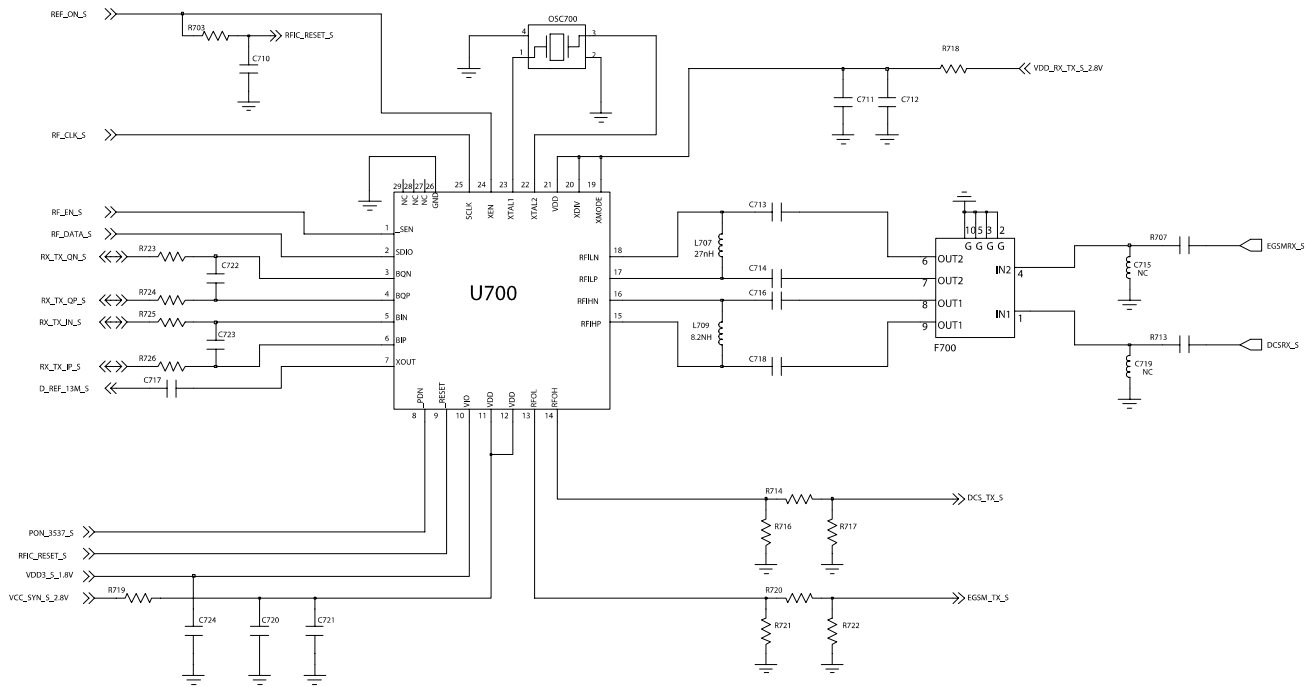 REF_ON_S
R703
RFIC_RESET_S
C710
OSC700
4
3
1
2
R718
VDD_RX_TX_S_2.8V
C711
C712
RF_CLK_S
29 28 27 26 25 24 23 22 21 20 19
NC NC NC GND SCLK XEN XTAL1 XTAL2 VDD XDIV XMODE
RF_EN_S
1 _SEN
RF_DATA_S
2 SDIO
RX_TX_QN_S
R723
3 BQN
C722
RX_TX_QP_S
R724
4 BQP
RX_TX_IN_S
R725
5 BIN
C723
RX_TX_IP_S
R726
6 BIP
D_REF_13M_S
C717
7 XOUT
U700
RFILN 18
RFILP 17
RFIHN 16
RFIHP 15
C713
L707
27nH
C714
C716
L709
8.2NH
C718
10 5 3 2
G G G G
6 OUT2
7 OUT2
8 OUT1
9 OUT1
IN2 4
IN1 1
F700
R707
EGSMRX_S
C715
NC
R713
DCSRX_S
C719
NC
PDN _RESET VIO VDD VDD RFOL RFOH
8 9 10 11 12 13 14
R714
DCS_TX_S
R716
R717
PON_3537_S
RFIC_RESET_S
VDD3_S_1.8V
VCC_SYN_S_2.8V
R719
C724
C720
C721
R720
EGSM_TX_S
R721
R722